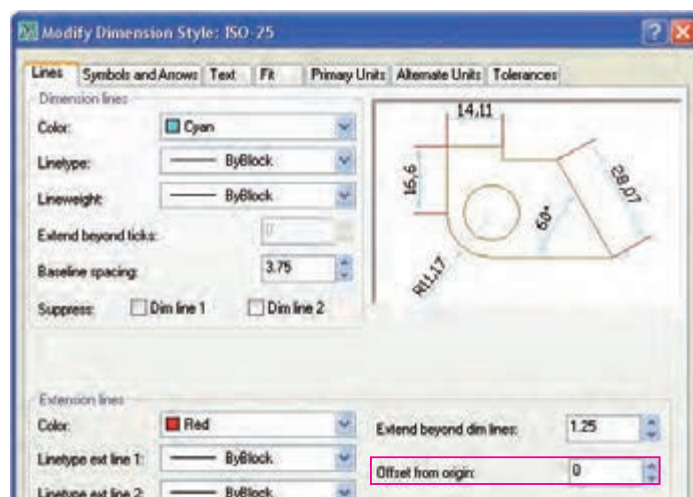 Modify Dimension Style: ISO-25
Lines Symbols and Arrows Text Fit Primary Units Alternate Units Tolerances
Dimension lines
Color: Cyan
Linetype: ByBlock
Lineweight: ByBlock
Extend beyond ticks: 0
Baseline spacing: 3.75
Suppress: Dim line 1 Dim line 2
14,11
16,6
28,07
60°
R11,17
Extension lines
Color: Red
Linetype ext line 1: ByBlock
Linetype ext line 2: ByBlock
Extend beyond dim lines: 1.25
Offset from origin: 0